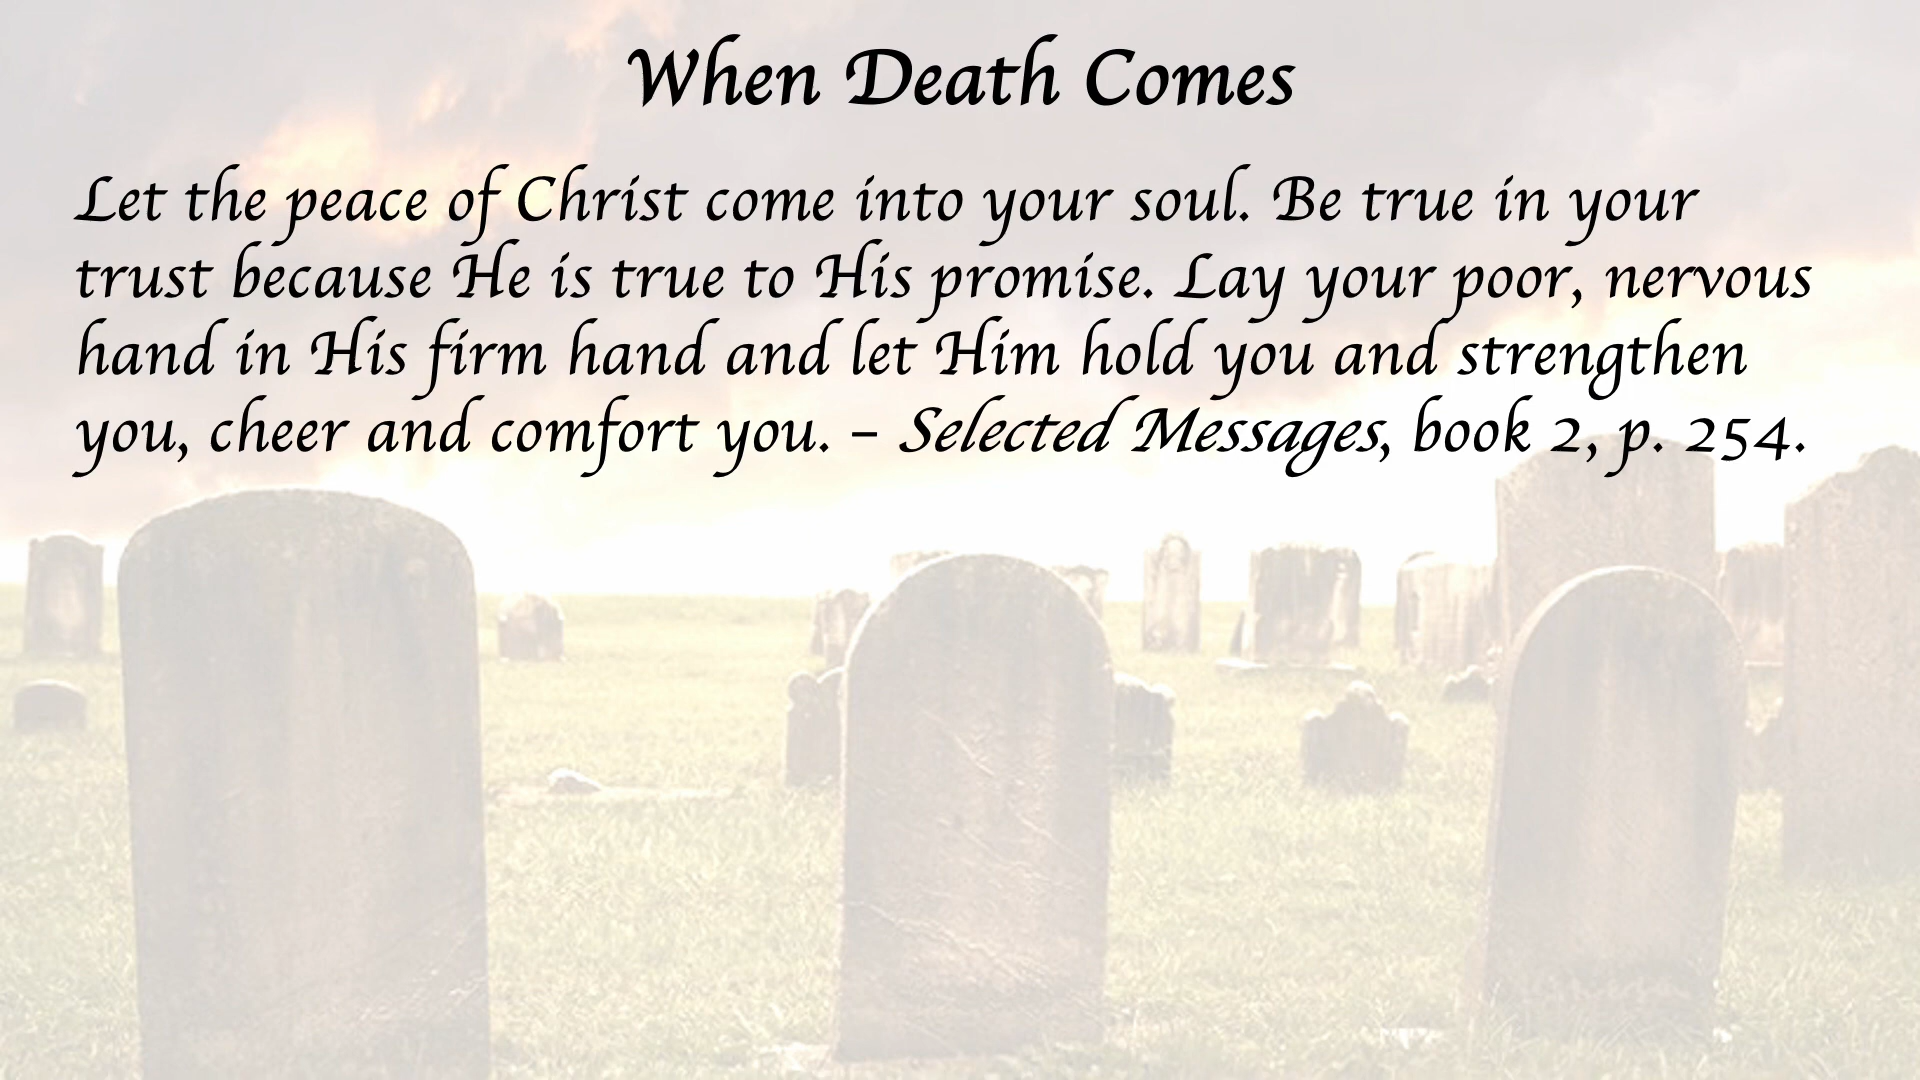 When Death Comes
Let the peace of Christ come into your soul. Be true in your
trust because He is true to His promise. Lay your poor, nervous
hand in His firm hand and let Him hold you and strengthen
you, cheer and comfort you. – Selected Messages, book 2, p. 254.